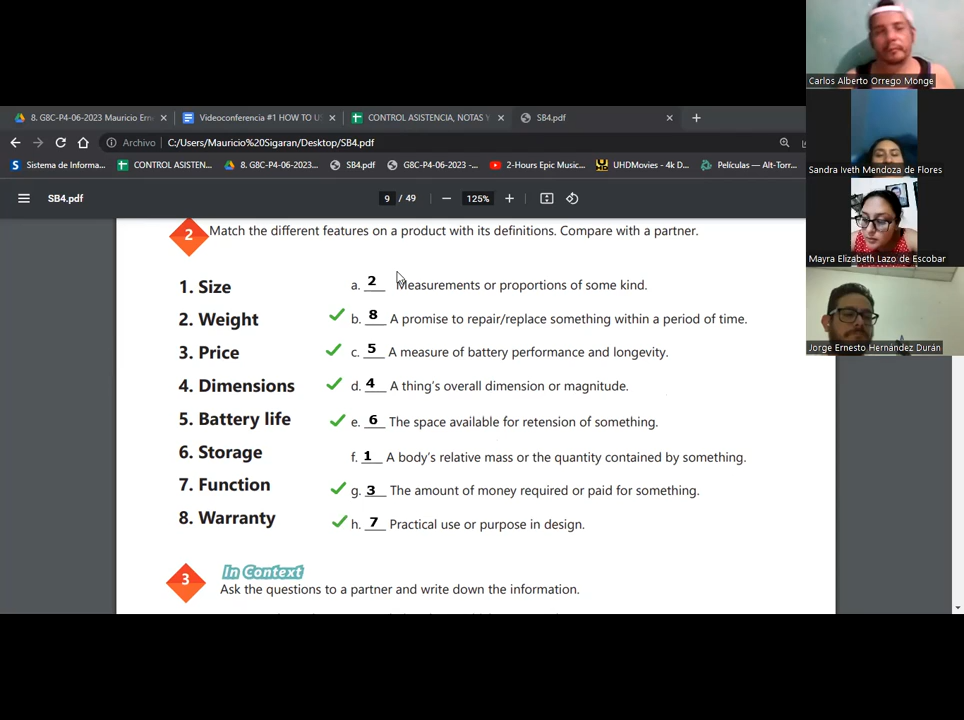 8. G8C-P4-06-2023 Mauricio Ern
Videoconferencia #1 HOW TO U
CONTROL ASISTENCIA, NOTAS Y
SB4.pdf
Archivo
C:/Users/Mauricio%20Sigaran/Desktop/SB4.pdf
Sistema de Informa...
CONTROL ASISTEN...
8. G8C-P4-06-2023...
SB4.pdf
G8C-P4-06-2023 -...
2-Hours Epic Music...
UHDMovies - 4k D...
Películas — Alt-Torr...
SB4.pdf
9 / 49
125%
2 Match the different features on a product with its definitions. Compare with a partner.
1. Size
2. Weight
3. Price
4. Dimensions
5. Battery life
6. Storage
7. Function
8. Warranty
a. 2 Measurements or proportions of some kind.
b. 8 A promise to repair/replace something within a period of time.
c. 5 A measure of battery performance and longevity.
d. 4 A thing's overall dimension or magnitude.
e. 6 The space available for retention of something.
f. 1 A body's relative mass or the quantity contained by something.
g. 3 The amount of money required or paid for something.
h. 7 Practical use or purpose in design.
3 In Context
Ask the questions to a partner and write down the information.
Carlos Alberto Orrego Monge
Sandra Iveth Mendoza de Flores
Mayra Elizabeth Lazo de Escobar
Jorge Ernesto Hernández Durán